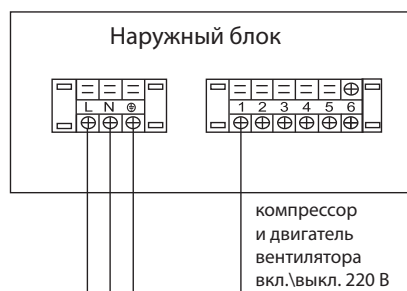 Наружный блок
L N
1 2 3 4 5 6
компрессор
и двигатель
вентилятора
вкл.\выкл. 220 В